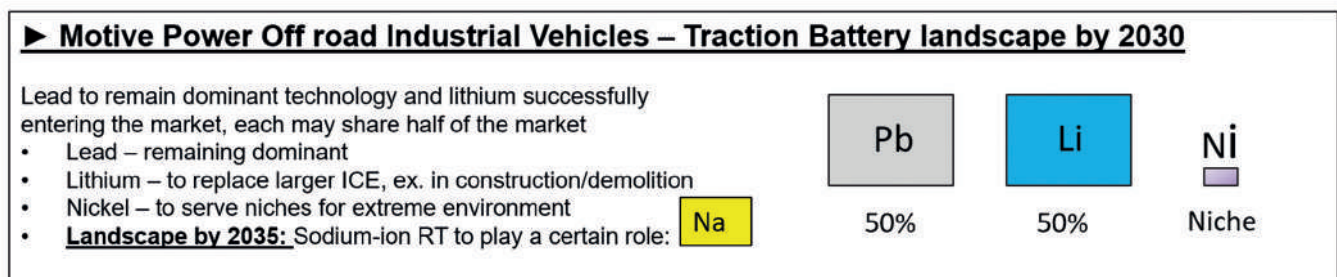 ► Motive Power Off road Industrial Vehicles – Traction Battery landscape by 2030
Lead to remain dominant technology and lithium successfully
entering the market, each may share half of the market
• Lead – remaining dominant
• Lithium – to replace larger ICE, ex. in construction/demolition
• Nickel – to serve niches for extreme environment
• Landscape by 2035: Sodium-ion RT to play a certain role: Na
Pb Li Ni
50% 50% Niche